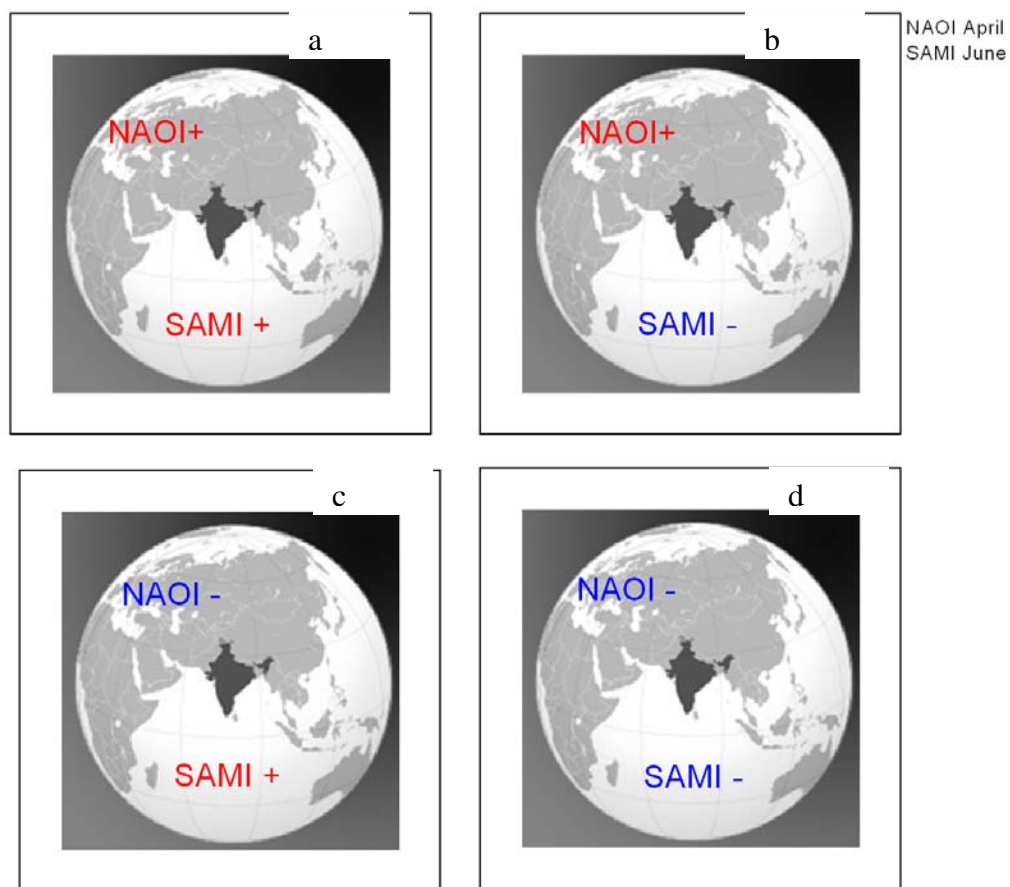 a
NAOI+
SAMI +
b
NAOI+
SAMI -
NAOI April
SAMI June
c
NAOI -
SAMI +
d
NAOI -
SAMI -